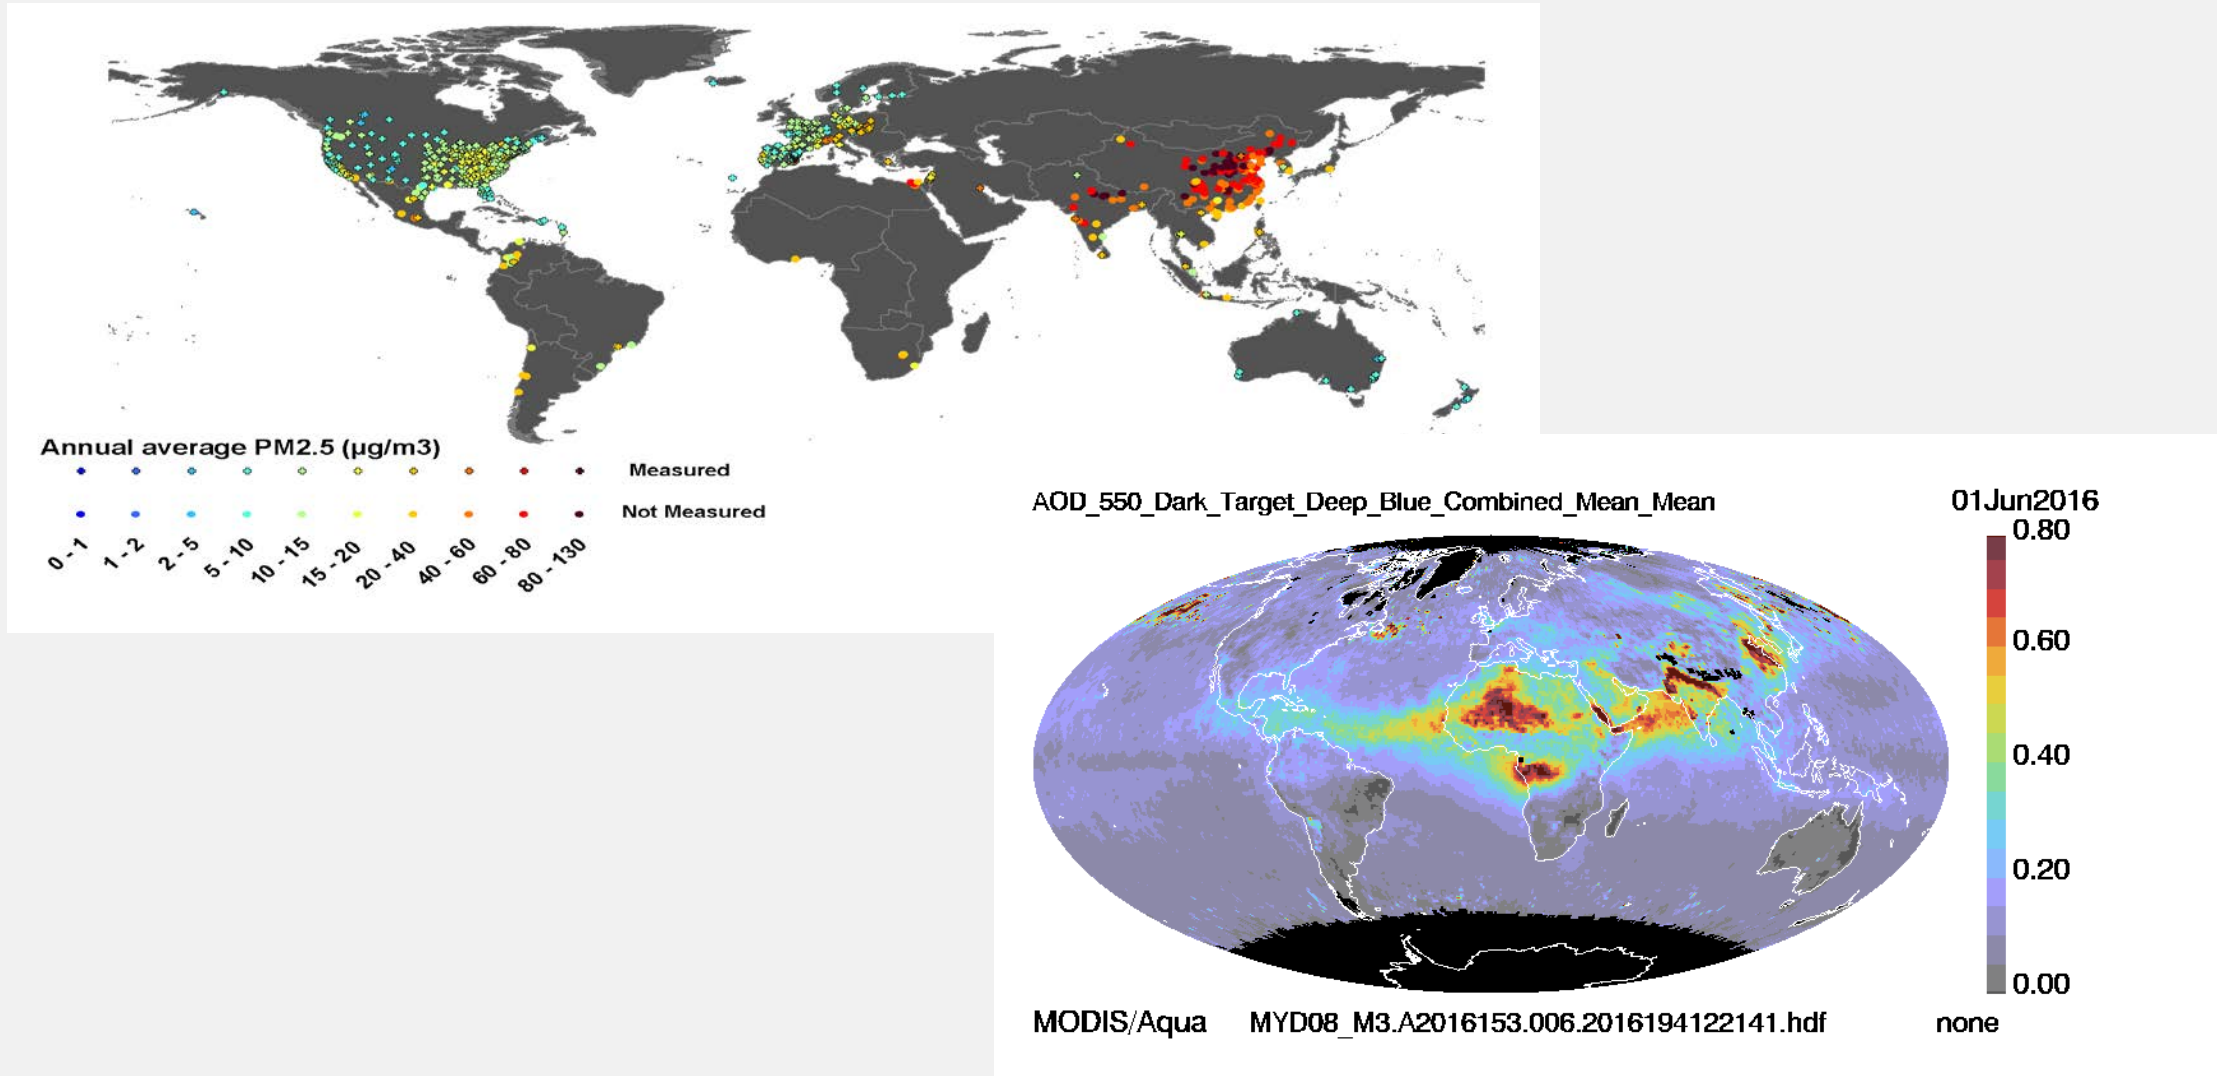 Annual average PM2.5 (µg/m3)
Measured
Not Measured
0 - 1
1 - 2
2 - 5
5 - 10
10 - 15
15 - 20
20 - 40
40 - 60
60 - 80
80 - 130
AOD_550_Dark_Target_Deep_Blue_Combined_Mean_Mean
01Jun2016
0.80
0.60
0.40
0.20
0.00
MODIS/Aqua
MYD08_M3.A2016153.006.2016194122141.hdf
none